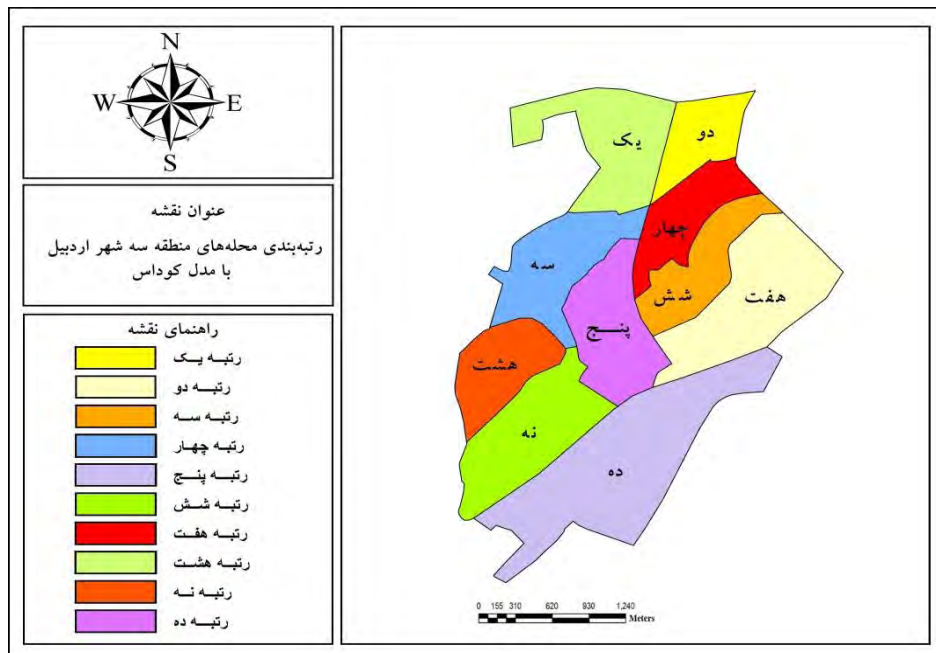 N
W E
S
عنوان نقشه
رتبه‌بندی محله‌های منطقه سه شهر اردبیل
با مدل کوداس
راهنمای نقشه
رتبه یک
رتبه دو
رتبه سه
رتبه چهار
رتبه پنج
رتبه شش
رتبه هفت
رتبه هشت
رتبه نه
رتبه ده
یک
دو
چهار
سه
شش
هفت
پنج
هشت
نه
ده
0 155 310 620 930 1,240
Meters